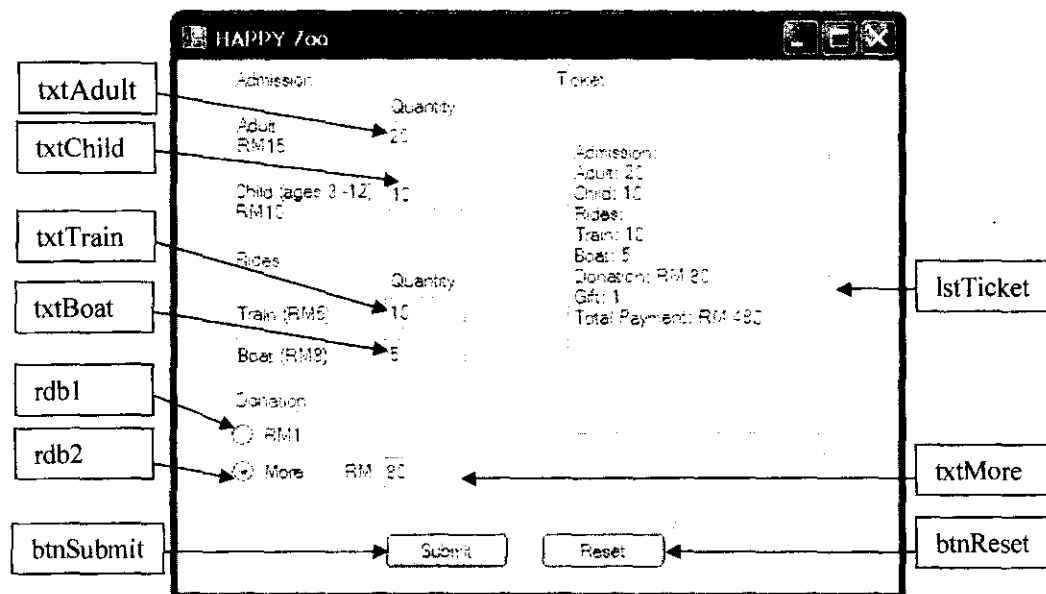 HAPPY Zoo
Admission
Ticket
txtAdult
Quantity
Adult
RM15
20
txtChild
Child (ages 3 -12)
RM10
10
Admission:
Adult: 20
Child: 10
Rides:
Train: 10
Boat: 5
Donation: RM 80
Gift: 1
Total Payment: RM
lstTicket
txtTrain
Rides
Quantity
Train (RM5)
10
txtBoat
Boat (RM8)
5
rdb1
Donation
RM1
rdb2
More RM 80
txtMore
btnSubmit
Submit
Reset
btnReset